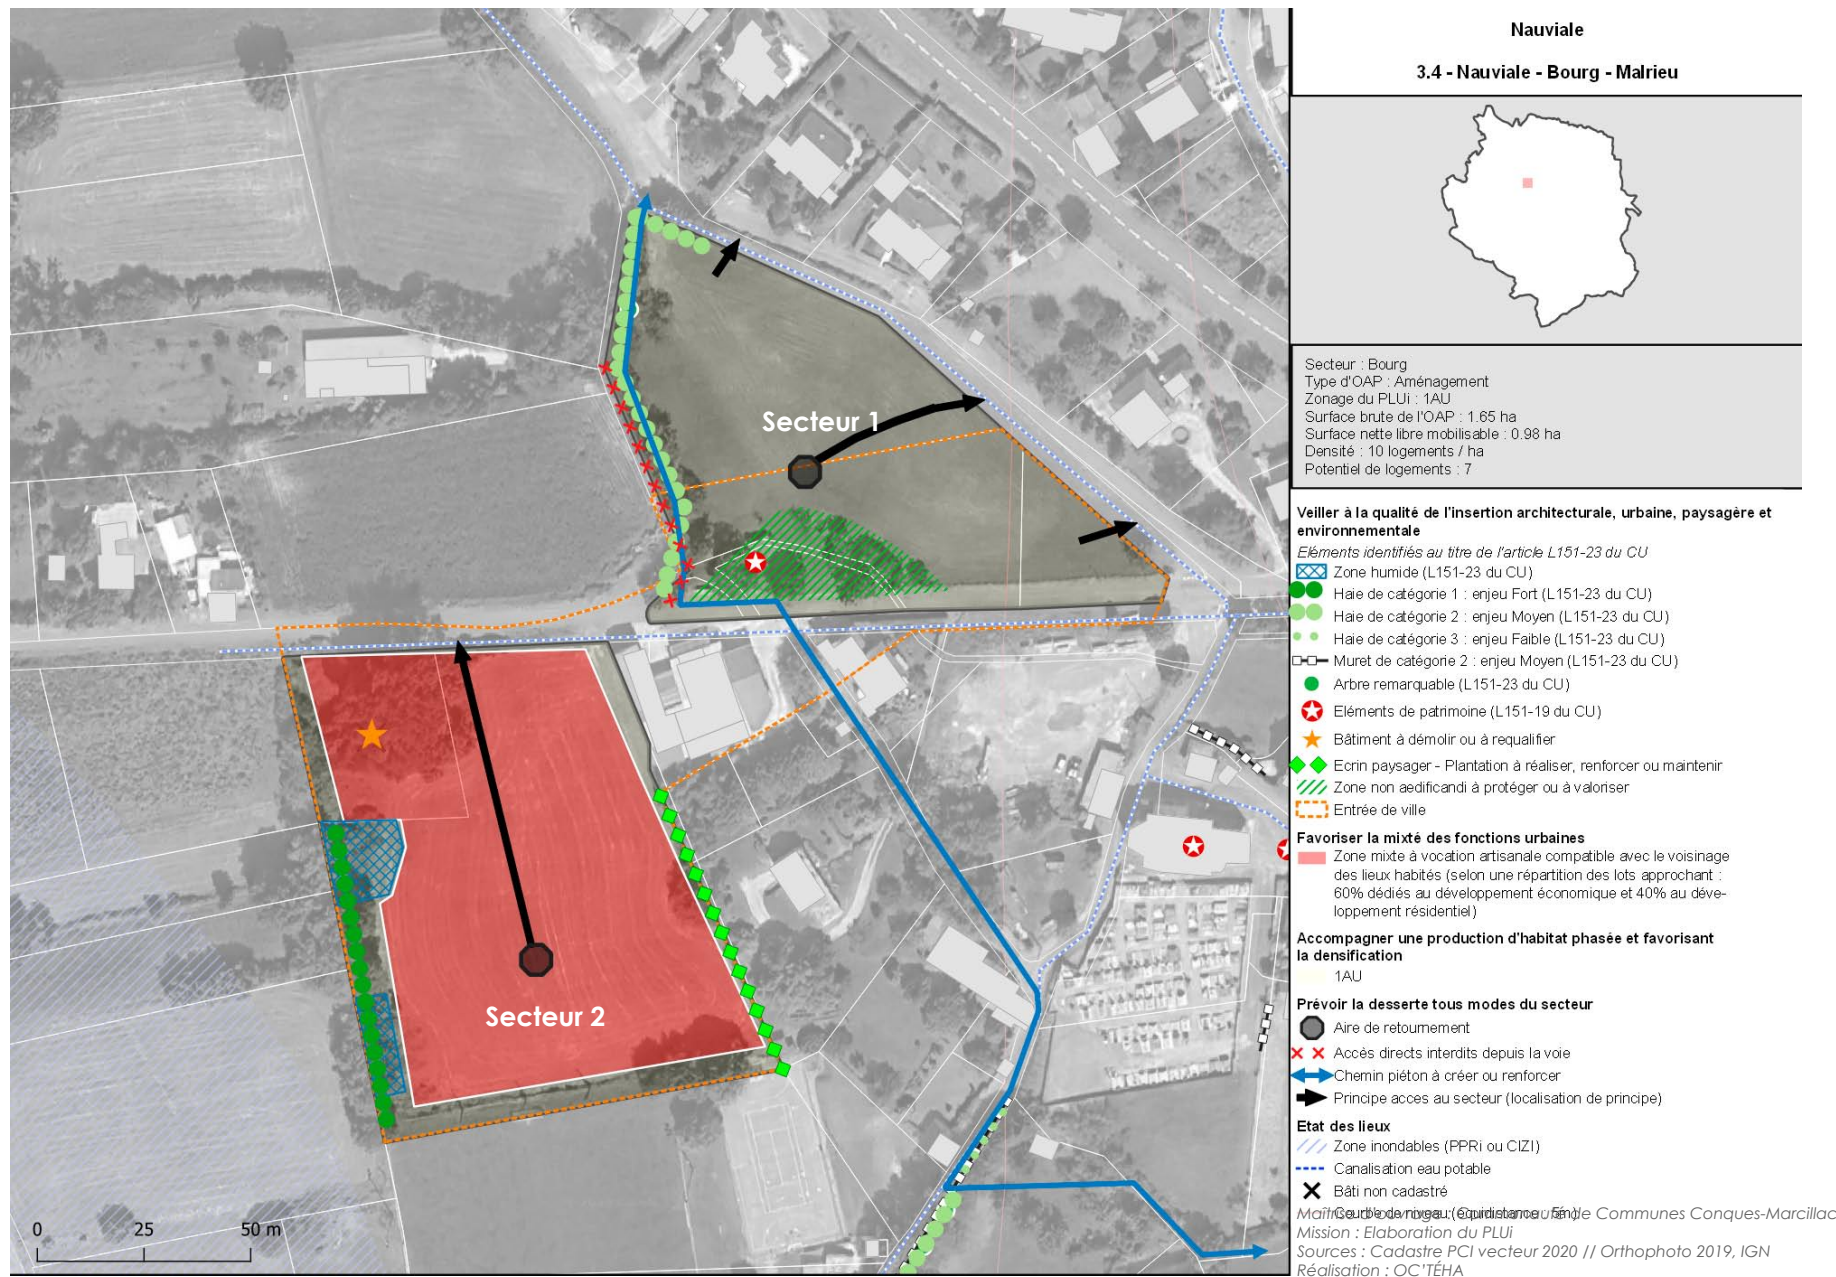 Nauviale
3.4 - Nauviale - Bourg - Malrieu
Secteur : Bourg
Type d'OAP : Aménagement
Zonage du PLUi : 1AU
Surface brute de l'OAP : 1.65 ha
Surface nette libre mobilisable : 0.98 ha
Densité : 10 logements / ha
Potentiel de logements : 7
Veiller à la qualité de l'insertion architecturale, urbaine, paysagère et
environnementale
Eléments identifiés au titre de l'article L151-23 du CU
Zone humide (L151-23 du CU)
Haie de catégorie 1 : enjeu Fort (L151-23 du CU)
Haie de catégorie 2 : enjeu Moyen (L151-23 du CU)
Haie de catégorie 3 : enjeu Faible (L151-23 du CU)
Muret de catégorie 2 : enjeu Moyen (L151-23 du CU)
Arbre remarquable (L151-23 du CU)
Eléments de patrimoine (L151-19 du CU)
Bâtiment à démolir ou à requalifier
Ecrin paysager - Plantation à réaliser, renforcer ou maintenir
Zone non aedificandi à protéger ou à valoriser
Entrée de ville
Favoriser la mixté des fonctions urbaines
Zone mixte à vocation artisanale compatible avec le voisinage
des lieux habités (selon une répartition des lots approchant :
60% dédiés au développement économique et 40% au déve-
loppement résidentiel)
Accompagner une production d'habitat phasée et favorisant
la densification
1AU
Prévoir la desserte tous modes du secteur
Aire de retournement
Accès directs interdits depuis la voie
Chemin piéton à créer ou renforcer
Principe acces au secteur (localisation de principe)
Etat des lieux
Zone inondables (PPRi ou CIZI)
Canalisation eau potable
Bâti non cadastré
Courbe de niveau (équidistance : 5m)
Maîtrise d'ouvrage : Communauté de Communes Conques-Marcillac
Mission : Elaboration du PLUi
Sources : Cadastre PCI vecteur 2020 // Orthophoto 2019, IGN
Réalisation : OC'TÉHA
Secteur 1
Secteur 2
0 25 50 m